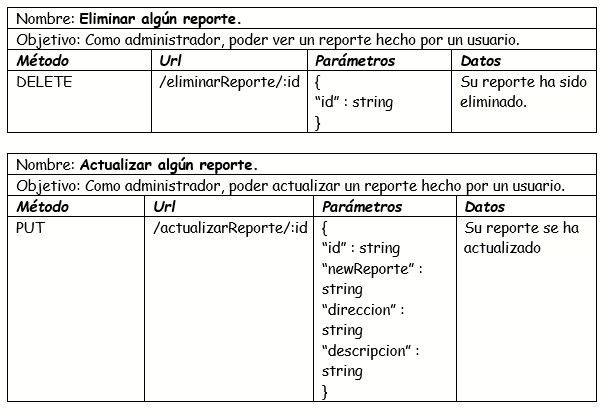 Nombre: Eliminar algún reporte.
Objetivo: Como administrador, poder ver un reporte hecho por un usuario.
Método Url Parámetros Datos
DELETE /eliminarReporte/:id { Su reporte ha sido
“id” : string eliminado.
}
Nombre: Actualizar algún reporte.
Objetivo: Como administrador, poder actualizar un reporte hecho por un usuario.
Método Url Parámetros Datos
PUT /actualizarReporte/:id { Su reporte se ha
“id” : string actualizado
“newReporte” :
string
“direccion” :
string
“descripcion” :
string
}